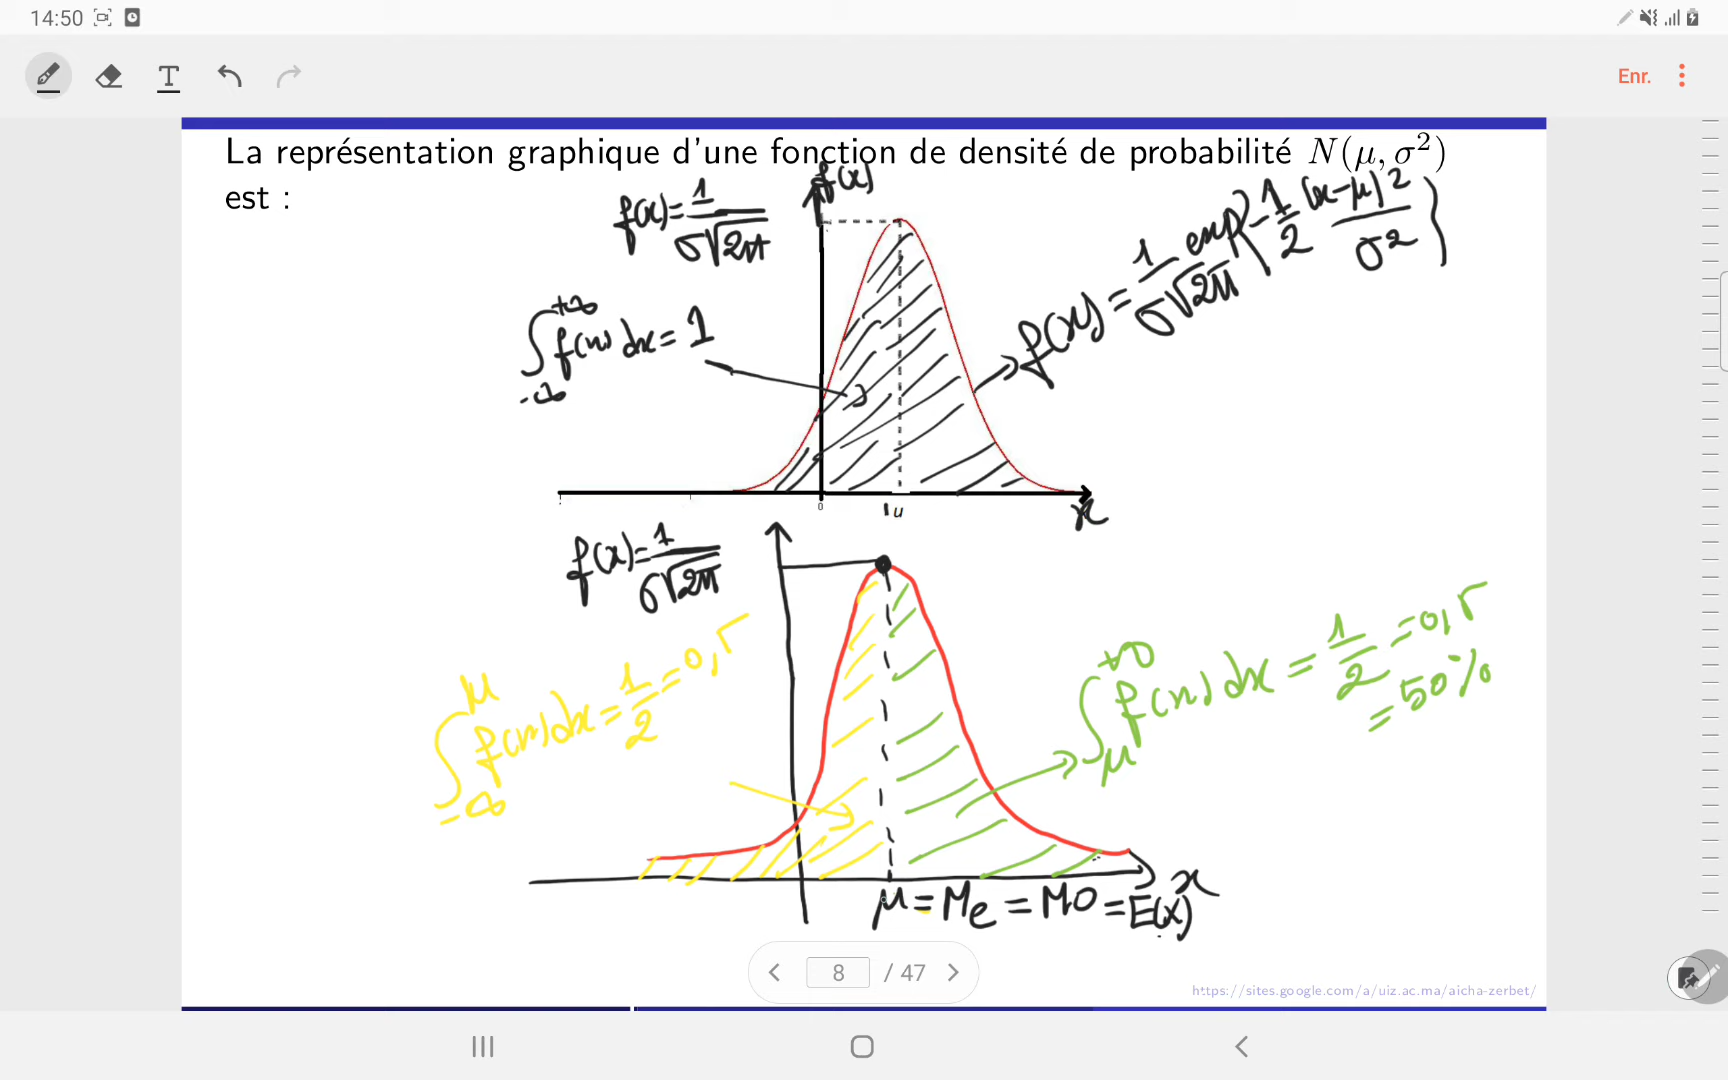 14:50
Enr.
La représentation graphique d'une fonction de densité de probabilité N(μ, σ²)
est :
f(x)
f(x)=1/σ√2π
f(x) = 1/σ√2π exp{-1/2 (x-μ)²/σ²}
∫-∞+∞ f(x) dx = 1
0
μ
x
f(x)=1/σ√2π
∫-∞μ f(x)dx = 1/2 = 0,5
∫μ+∞ f(x)dx = 1/2 = 0,5
= 50%
x
μ = Me = MO = E(X)
8 / 47
https://sites.google.com/a/uiz.ac.ma/aicha-zerbet/